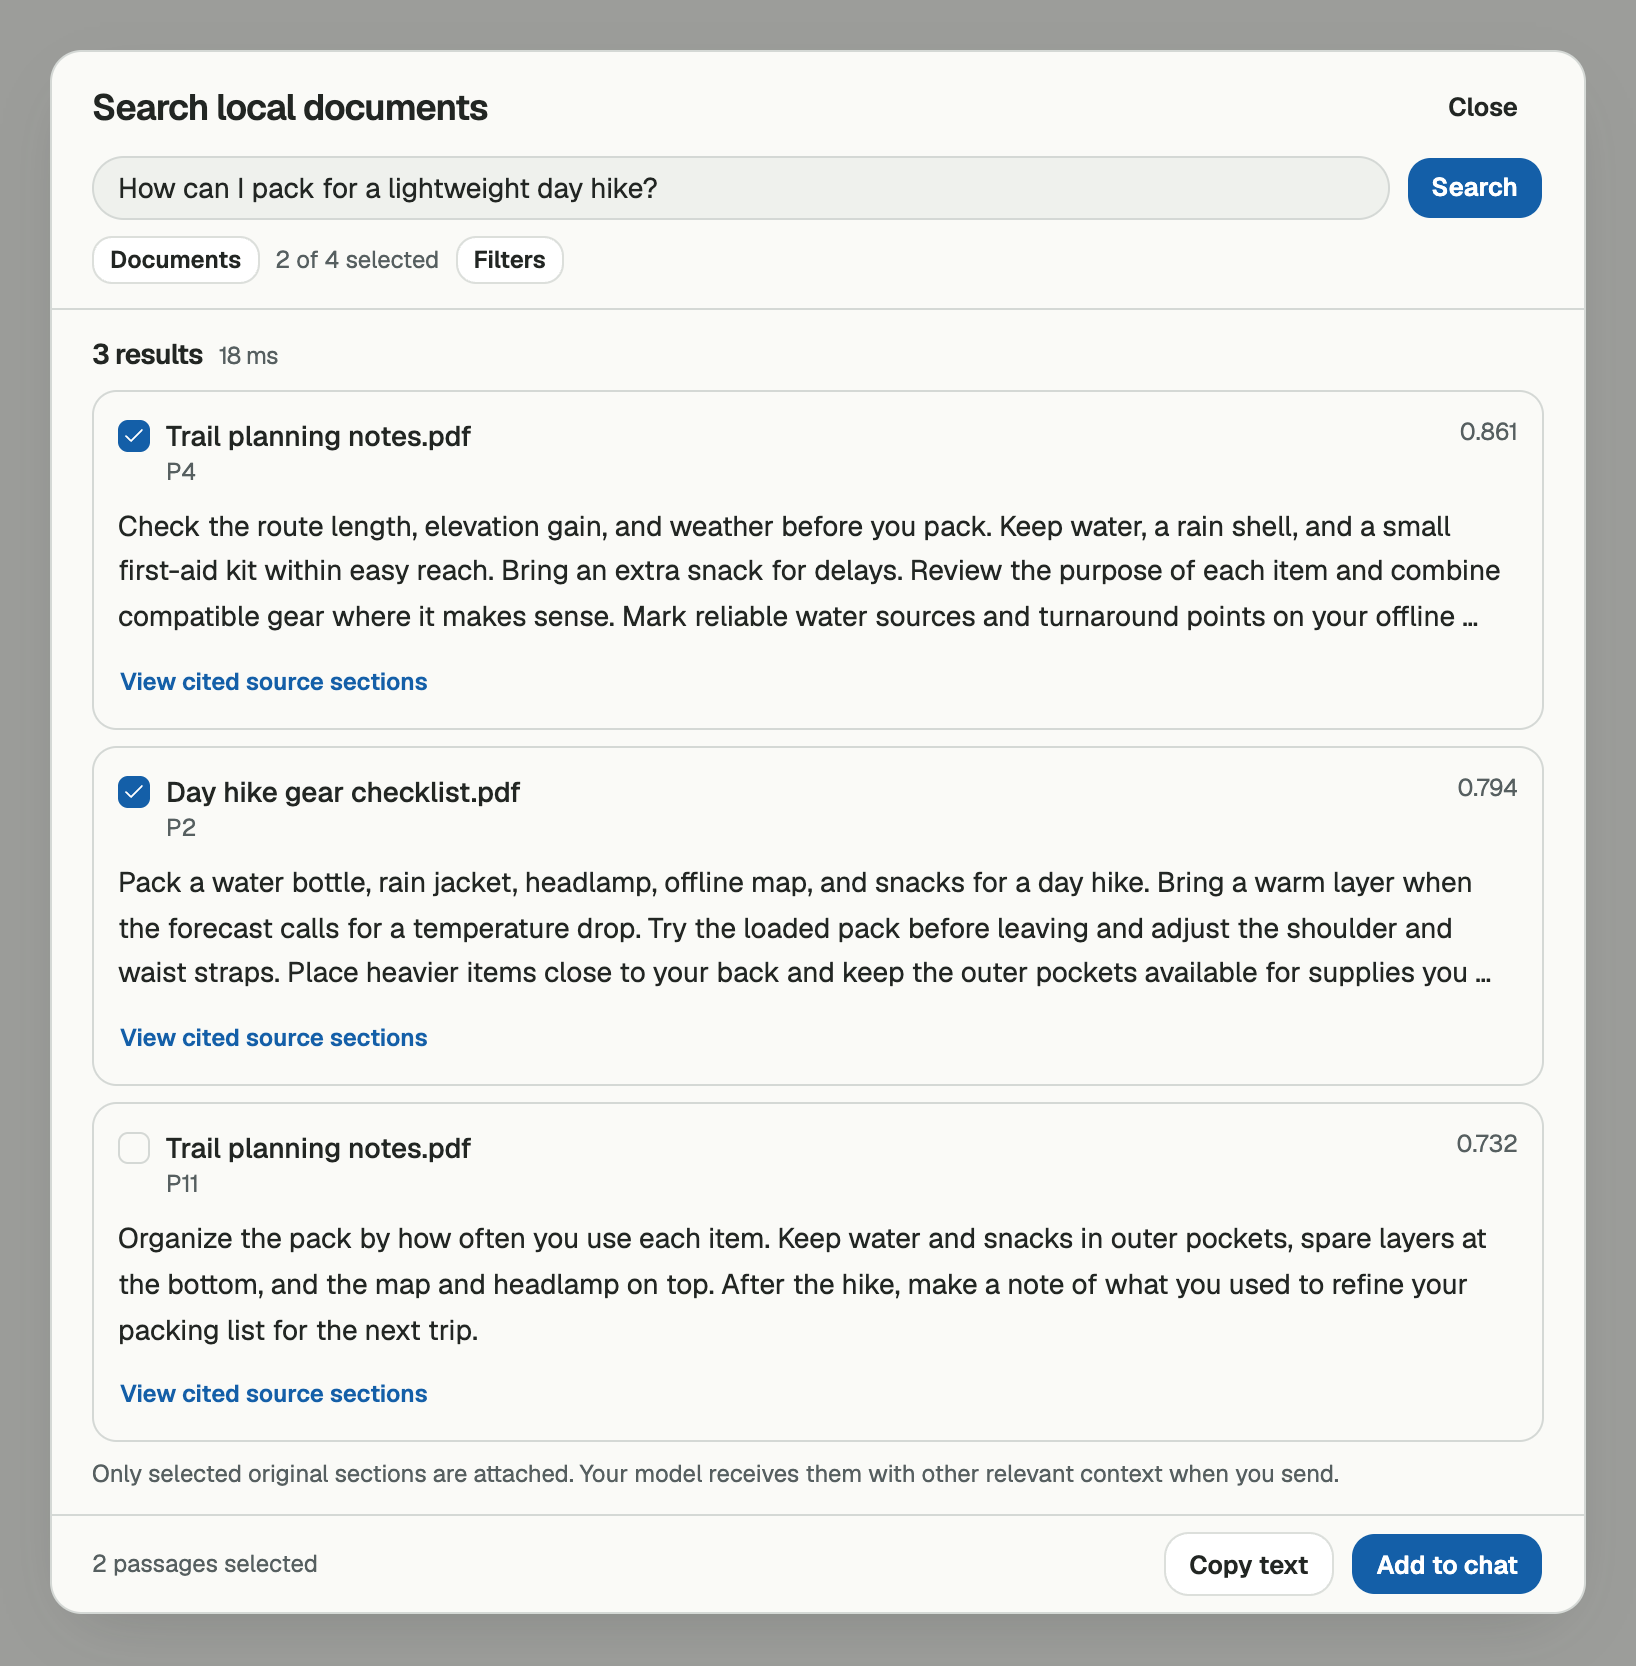 Search local documents
Close
How can I pack for a lightweight day hike?
Search
Documents
2 of 4 selected
Filters
3 results 18 ms
Trail planning notes.pdf
0.861
P4
Check the route length, elevation gain, and weather before you pack. Keep water, a rain shell, and a small
first-aid kit within easy reach. Bring an extra snack for delays. Review the purpose of each item and combine
compatible gear where it makes sense. Mark reliable water sources and turnaround points on your offline ...
View cited source sections
Day hike gear checklist.pdf
0.794
P2
Pack a water bottle, rain jacket, headlamp, offline map, and snacks for a day hike. Bring a warm layer when
the forecast calls for a temperature drop. Try the loaded pack before leaving and adjust the shoulder and
waist straps. Place heavier items close to your back and keep the outer pockets available for supplies you ...
View cited source sections
Trail planning notes.pdf
0.732
P11
Organize the pack by how often you use each item. Keep water and snacks in outer pockets, spare layers at
the bottom, and the map and headlamp on top. After the hike, make a note of what you used to refine your
packing list for the next trip.
View cited source sections
Only selected original sections are attached. Your model receives them with other relevant context when you send.
2 passages selected
Copy text
Add to chat